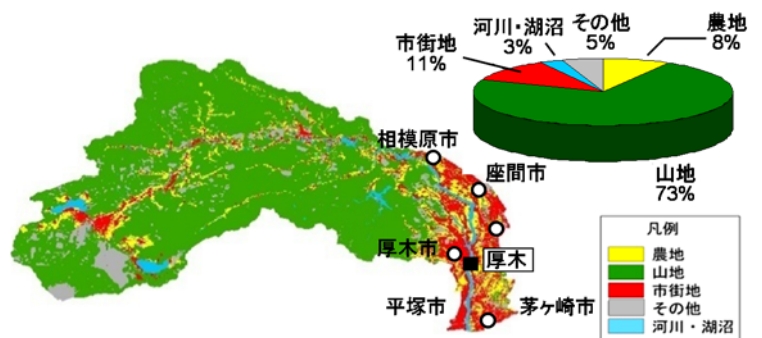 河川・湖沼
3%
その他
5%
農地
8%
市街地
11%
山地
73%
相模原市
座間市
厚木市
厚木
平塚市
茅ヶ崎市
凡例
農地
山地
市街地
その他
河川・湖沼